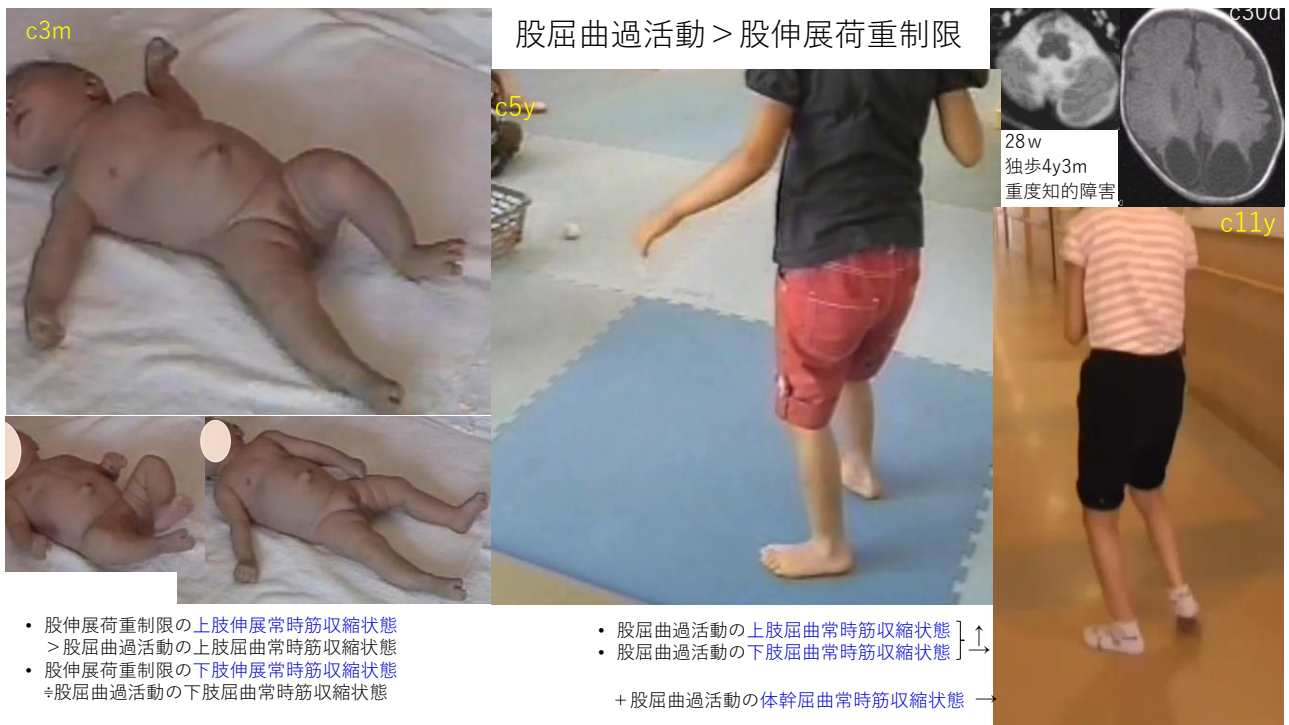 c3m
股屈曲過活動＞股伸展荷重制限
c30d
c5y
28w
独歩4y3m
重度知的障害。
c11y
• 股伸展荷重制限の上肢伸展常時筋収縮状態
＞股屈曲過活動の上肢屈曲常時筋収縮状態
• 股伸展荷重制限の下肢伸展常時筋収縮状態
≑股屈曲過活動の下肢屈曲常時筋収縮状態
• 股屈曲過活動の上肢屈曲常時筋収縮状態 ↑
• 股屈曲過活動の下肢屈曲常時筋収縮状態 →
＋股屈曲過活動の体幹屈曲常時筋収縮状態 →